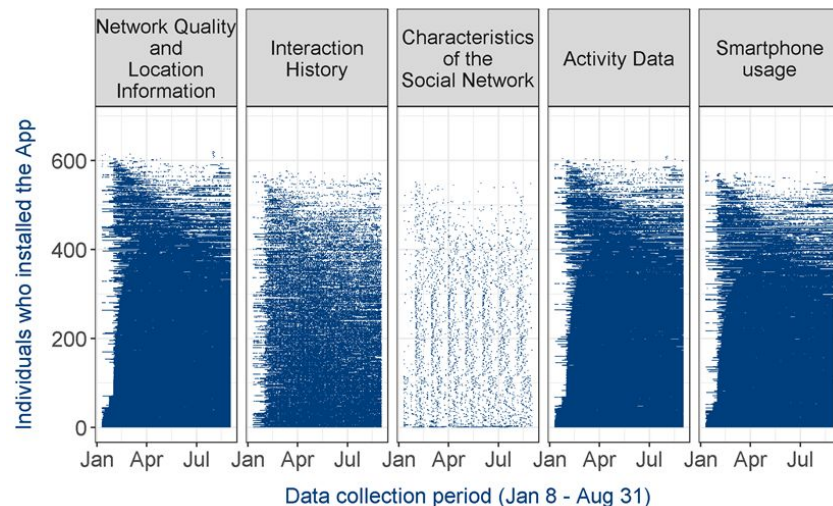 Network Quality
and
Location
Information
Interaction
History
Characteristics
of the
Social Network
Activity Data
Smartphone
usage
Individuals who installed the App
600
400
200
0
Jan Apr Jul Jan Apr Jul Jan Apr Jul Jan Apr Jul Jan Apr Jul
Data collection period (Jan 8 - Aug 31)